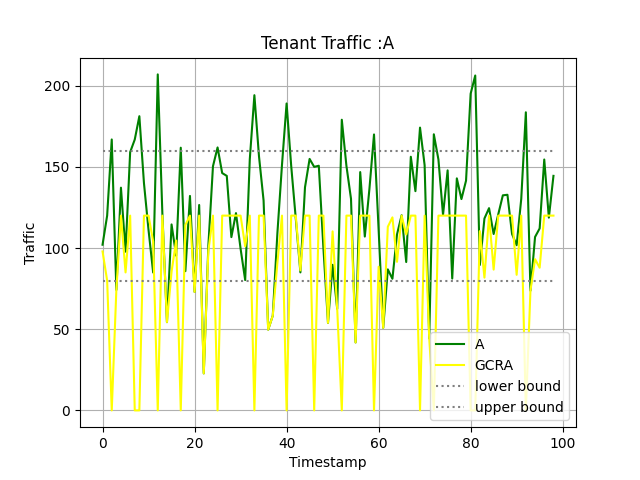 Tenant Traffic :A
Traffic
200
150
100
50
0
0 20 40 60 80 100
Timestamp
A
GCRA
lower bound
upper bound